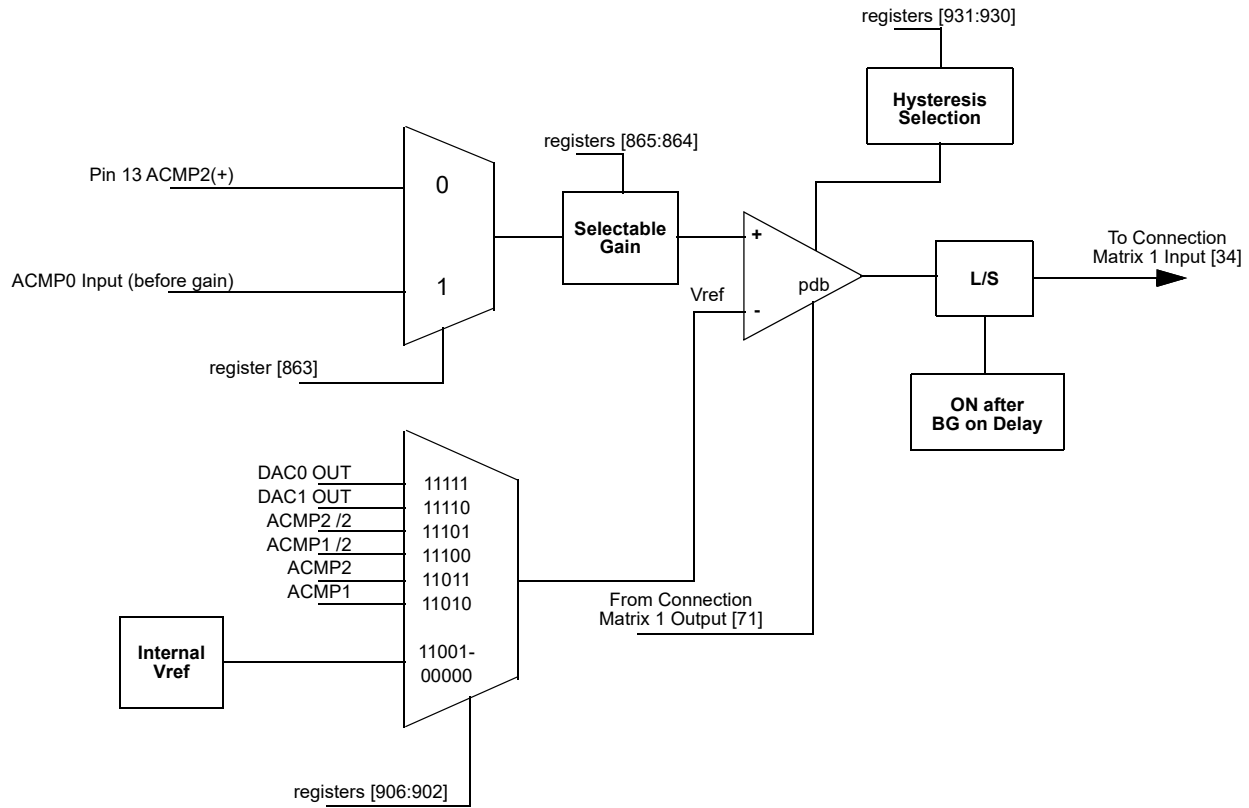 registers [931:930]
Hysteresis
Selection
registers [865:864]
Pin 13 ACMP2(+)
0
Selectable
Gain
+
To Connection
Matrix 1 Input [34]
ACMP0 Input (before gain)
1
pdb
L/S
Vref
-
register [863]
ON after
BG on Delay
DAC0 OUT
11111
DAC1 OUT
11110
ACMP2 /2
11101
ACMP1 /2
11100
ACMP2
11011
ACMP1
11010
From Connection
Matrix 1 Output [71]
Internal
Vref
11001-
00000
registers [906:902]